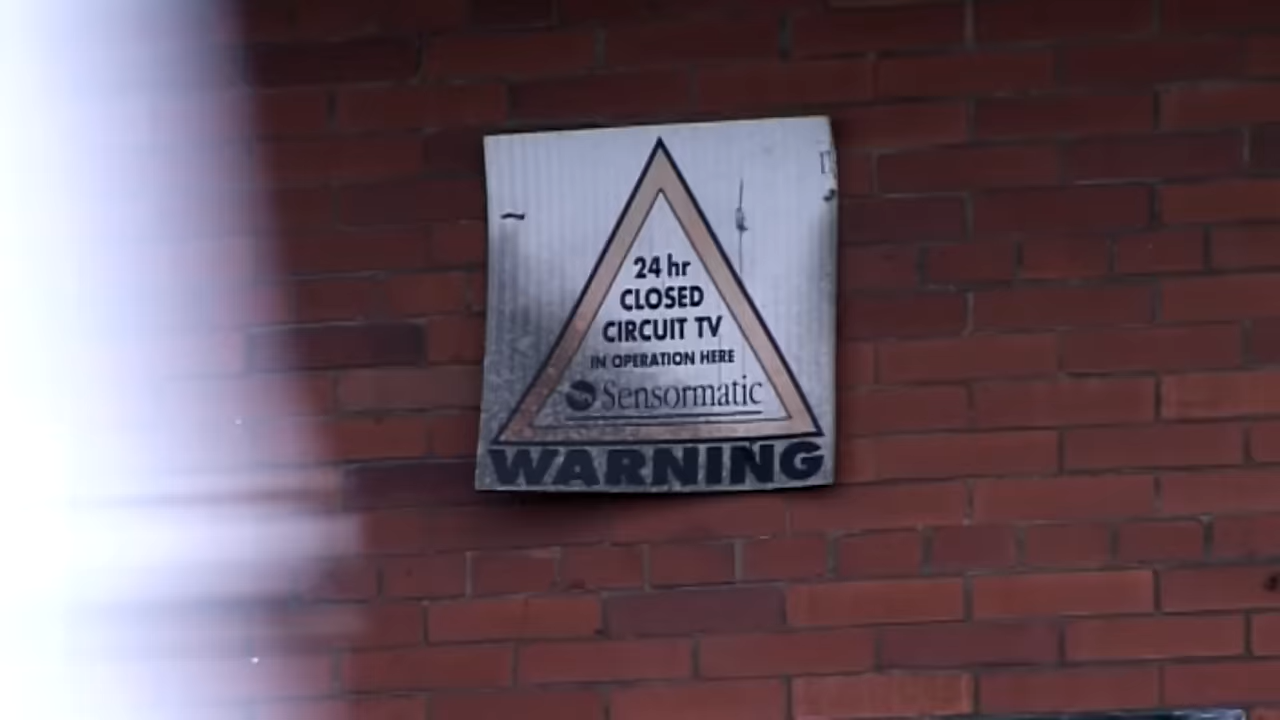 24 hr
CLOSED
CIRCUIT TV
IN OPERATION HERE
Sensormatic
WARNING